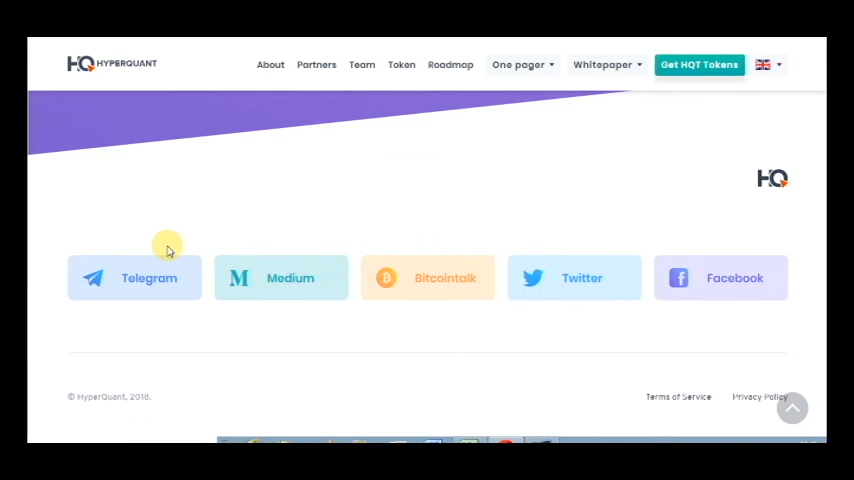 HQ HYPERQUANT About Partners Team Token Roadmap One pager Whitepaper Get HQT Tokens
HQ
Telegram M Medium Bitcointalk Twitter f Facebook
© HyperQuant, 2018. Terms of Service Privacy Policy